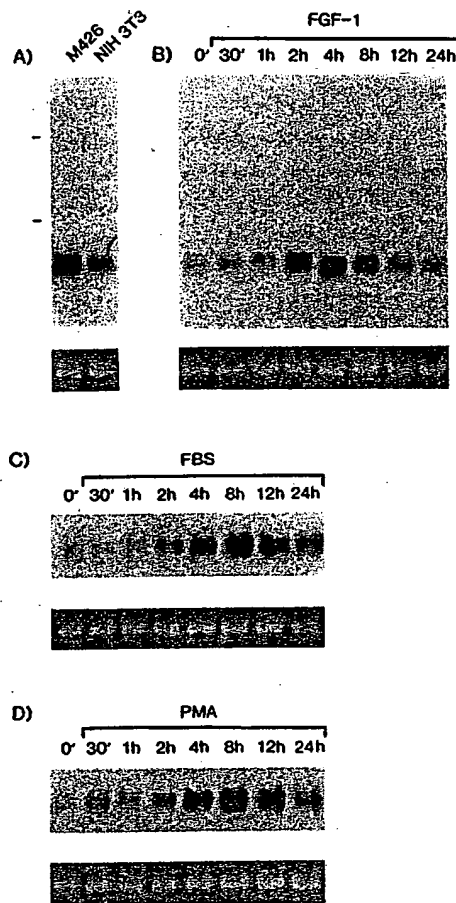 A)
M426
NIH 3T3
B)
FGF-1
0' 30' 1h 2h 4h 8h 12h 24h
C)
FBS
0' 30' 1h 2h 4h 8h 12h 24h
D)
PMA
0' 30' 1h 2h 4h 8h 12h 24h